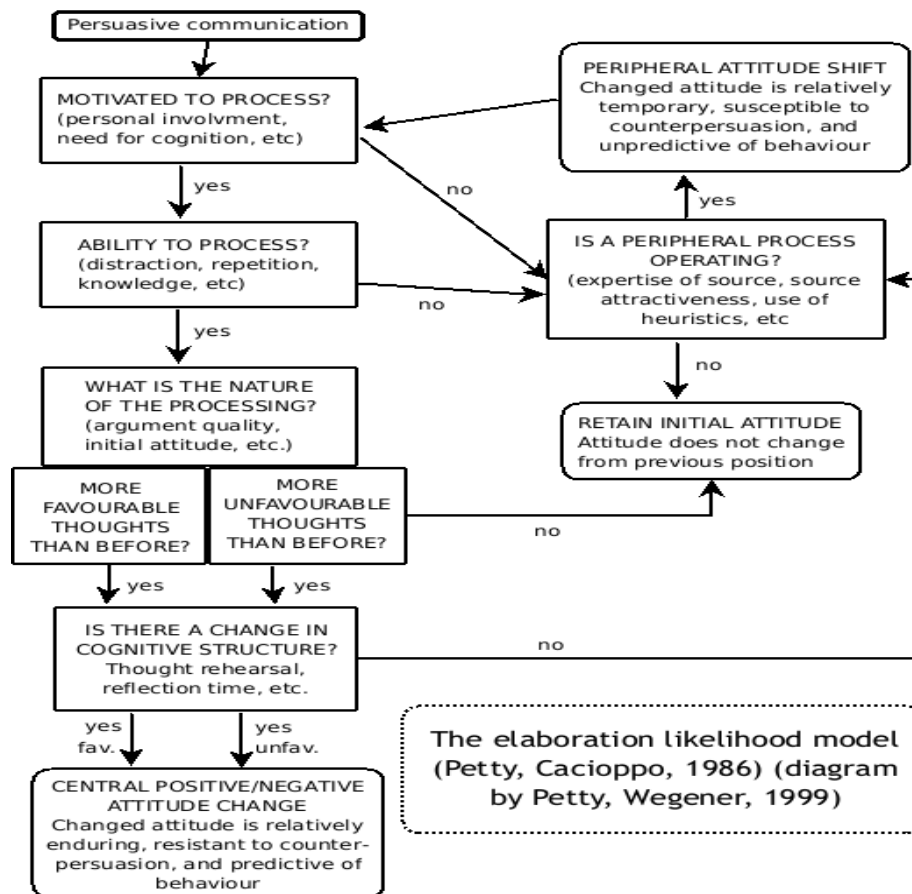 Persuasive communication
MOTIVATED TO PROCESS?
(personal involvment,
need for cognition, etc)
yes
no
ABILITY TO PROCESS?
(distraction, repetition,
knowledge, etc)
yes
no
WHAT IS THE NATURE
OF THE PROCESSING?
(argument quality,
initial attitude, etc.)
MORE
FAVOURABLE
THOUGHTS
THAN BEFORE?
MORE
UNFAVOURABLE
THOUGHTS
THAN BEFORE?
no
yes
yes
IS THERE A CHANGE IN
COGNITIVE STRUCTURE?
Thought rehearsal,
reflection time, etc.
no
yes
fav.
yes
unfav.
CENTRAL POSITIVE/NEGATIVE
ATTITUDE CHANGE
Changed attitude is relatively
enduring, resistant to counter-
persuasion, and predictive of
behaviour
PERIPHERAL ATTITUDE SHIFT
Changed attitude is relatively
temporary, susceptible to
counterpersuasion, and
unpredictive of behaviour
yes
IS A PERIPHERAL PROCESS
OPERATING?
(expertise of source, source
attractiveness, use of
heuristics, etc
no
RETAIN INITIAL ATTITUDE
Attitude does not change
from previous position
The elaboration likelihood model
(Petty, Cacioppo, 1986) (diagram
by Petty, Wegener, 1999)